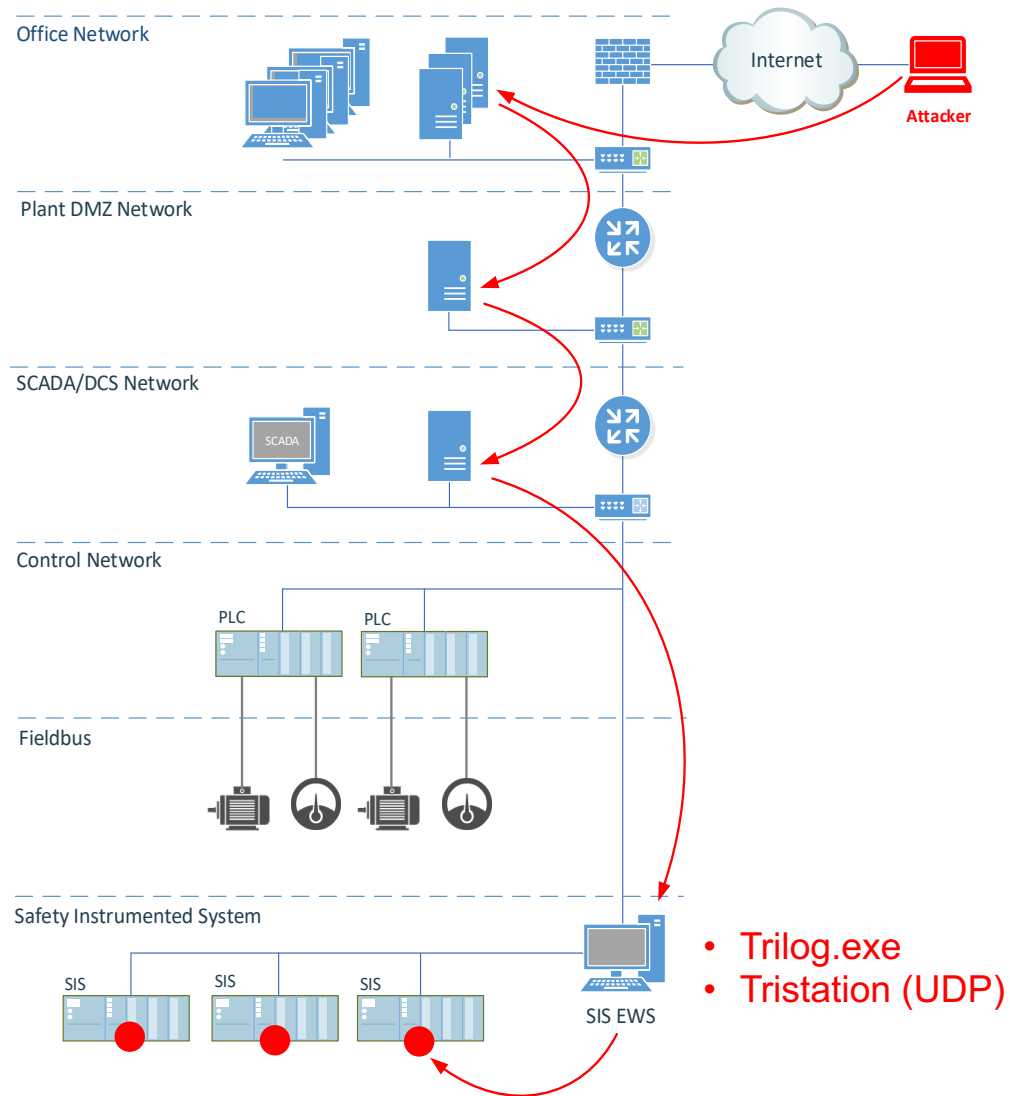 Office Network
Internet
Attacker
Plant DMZ Network
SCADA/DCS Network
SCADA
Control Network
PLC
PLC
Fieldbus
Safety Instrumented System
SIS
SIS
SIS
SIS EWS
• Trilog.exe
• Tristation (UDP)